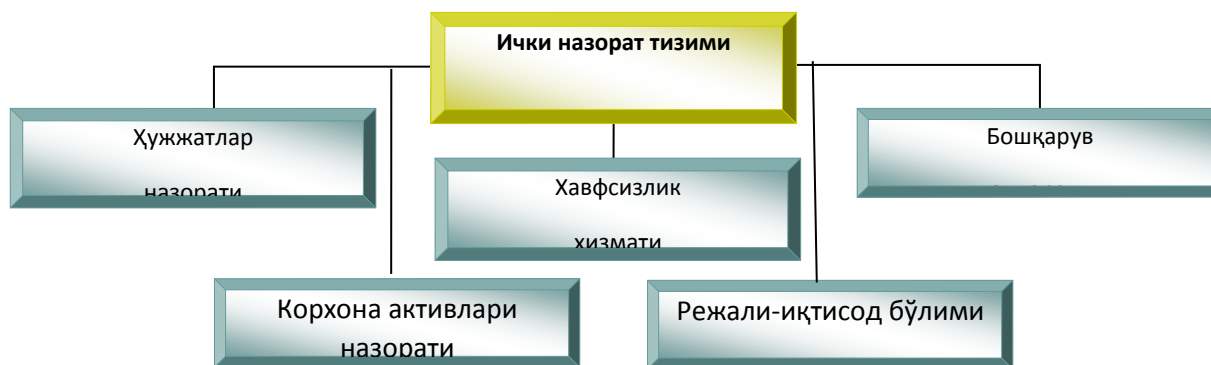 Ички назорат тизими
Ҳужжатлар
назорати
Хавфсизлик
хизмати
Бошқарув
Корхона активлари
назорати
Режали-иқтисод бўлими